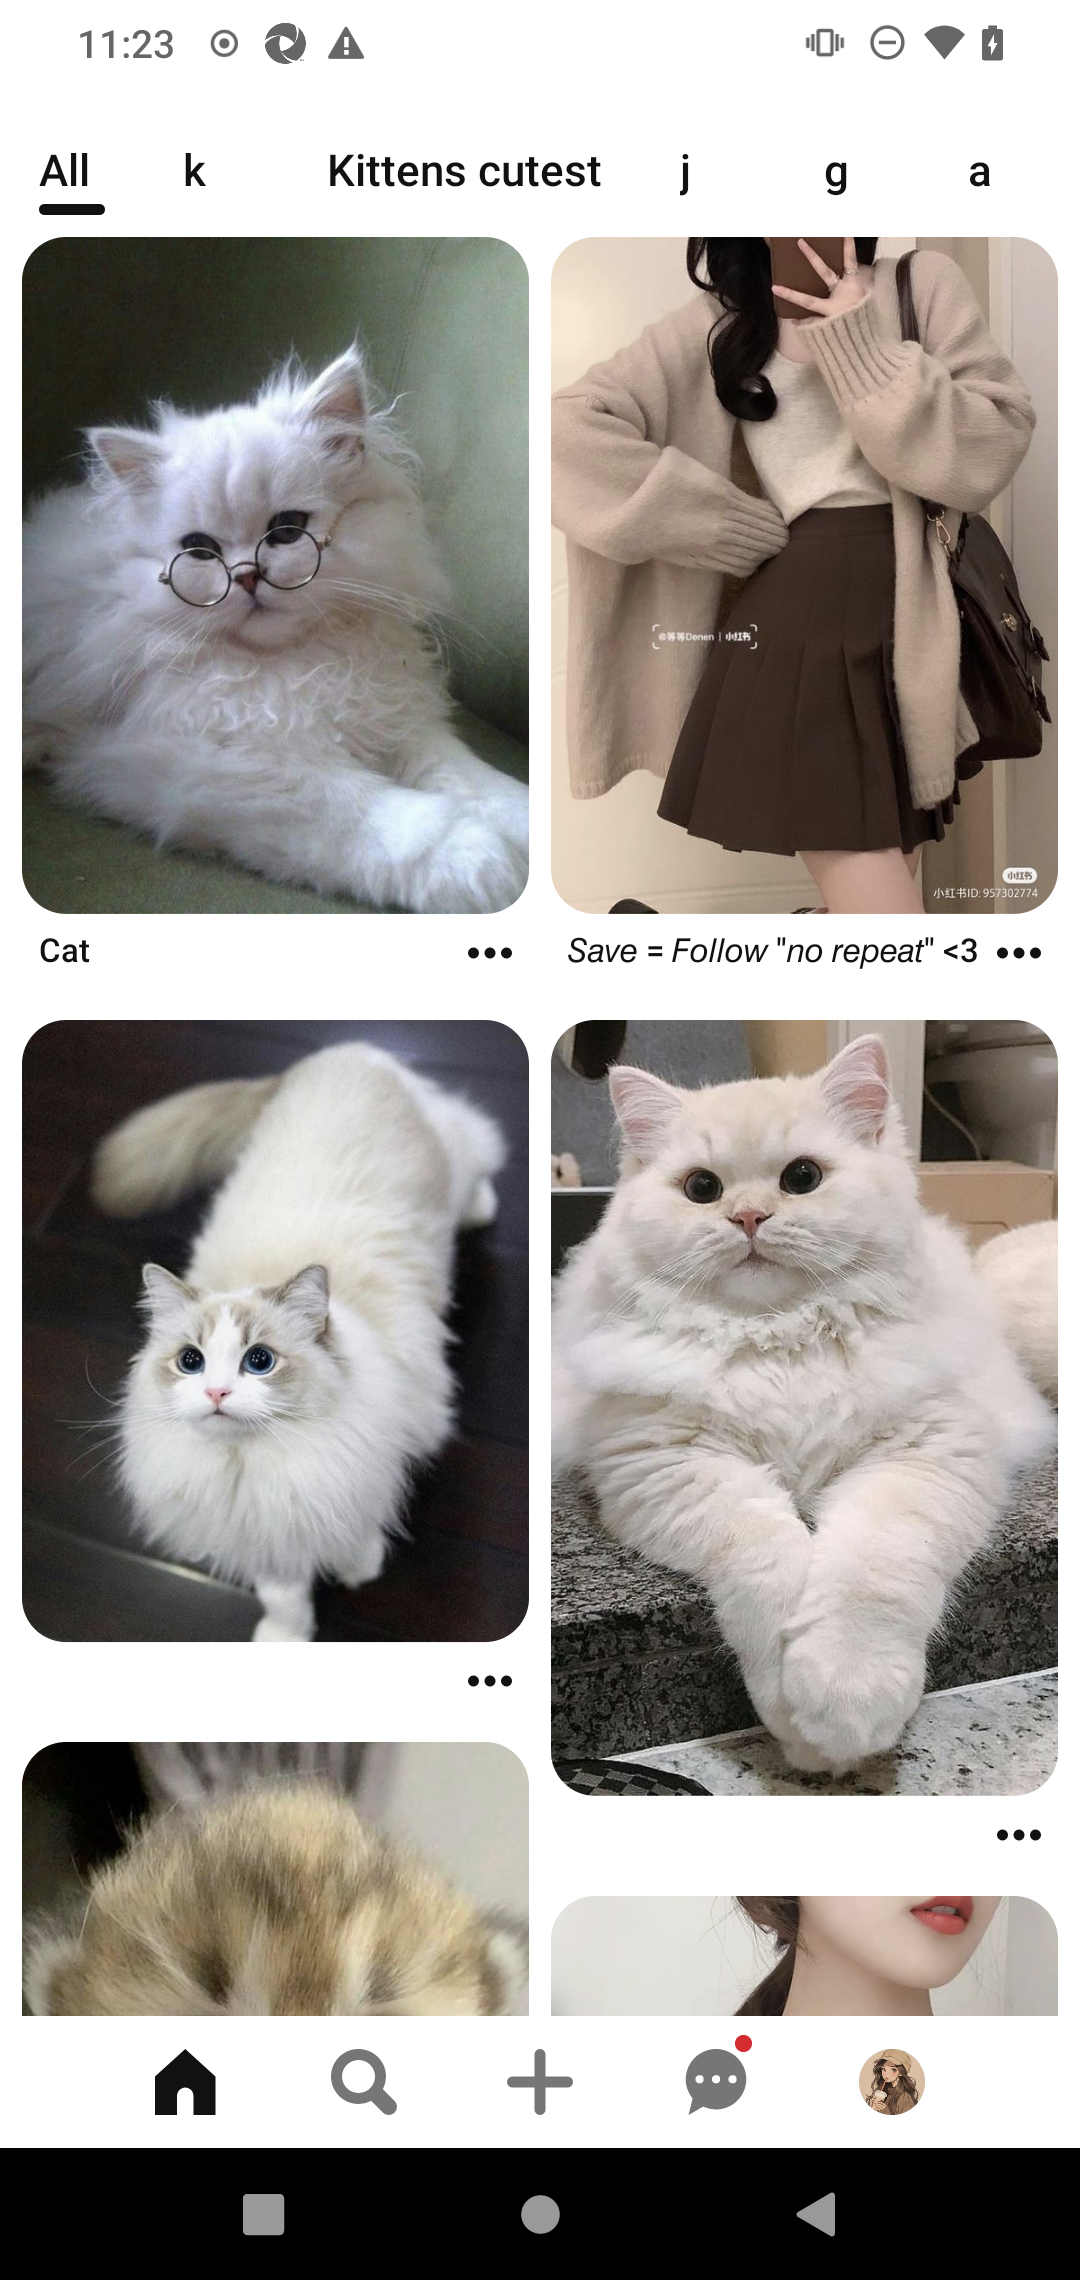 11:23
All k Kittens cutest j g a
@等等Denen | 小红书
小红书
小红书ID: 957302774
Cat
Save = Follow "no repeat" <3